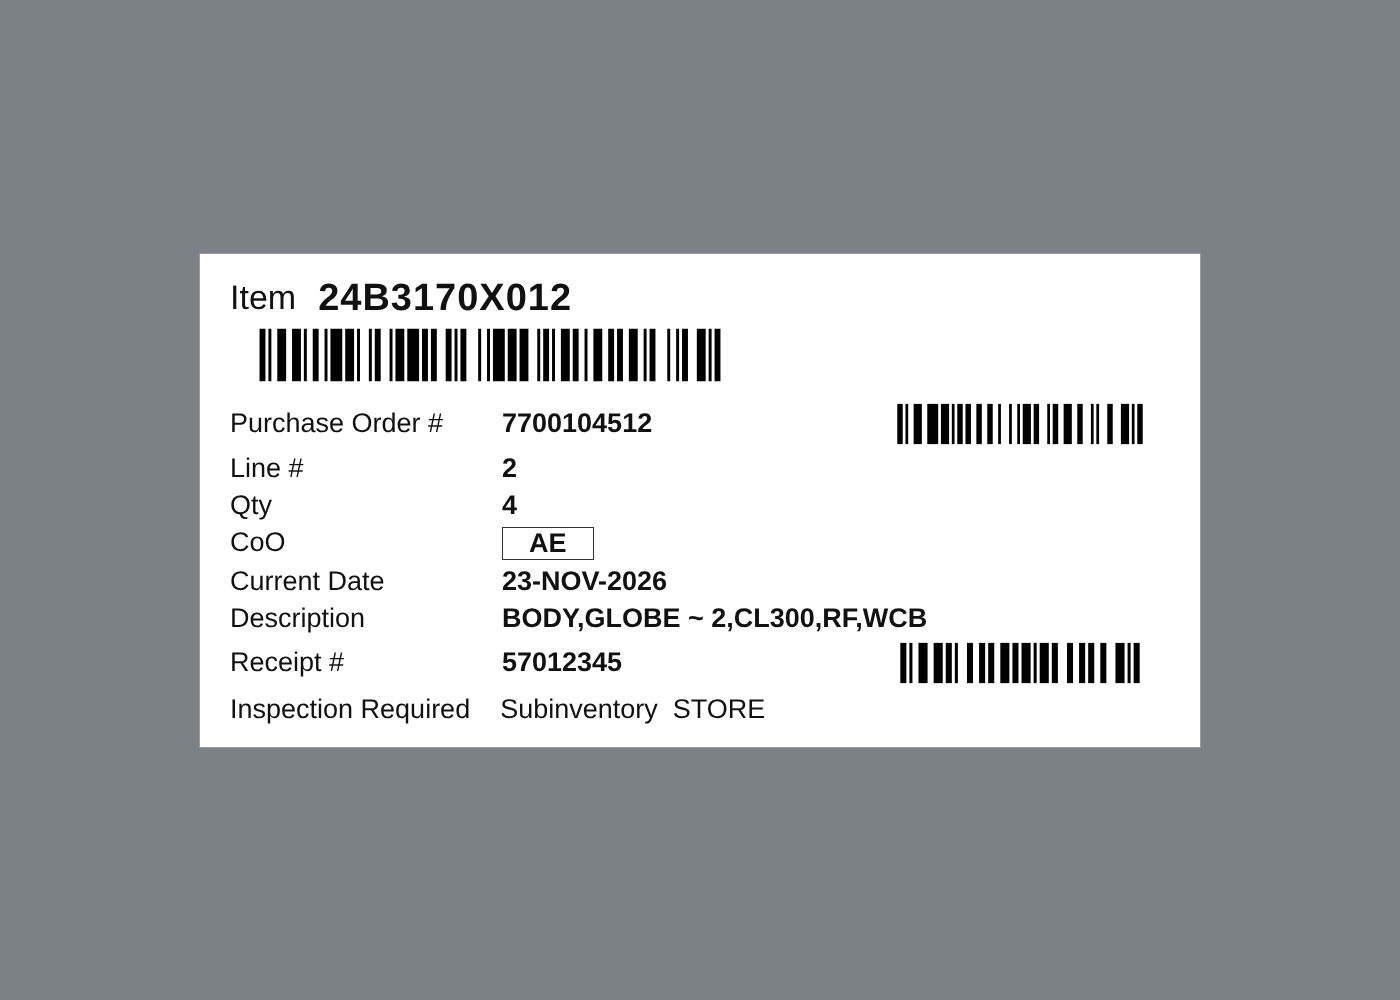 Item 24B3170X012
Purchase Order # 7700104512
Line # 2
Qty 4
CoO AE
Current Date 23-NOV-2026
Description BODY,GLOBE ~ 2,CL300,RF,WCB
Receipt # 57012345
Inspection Required Subinventory STORE